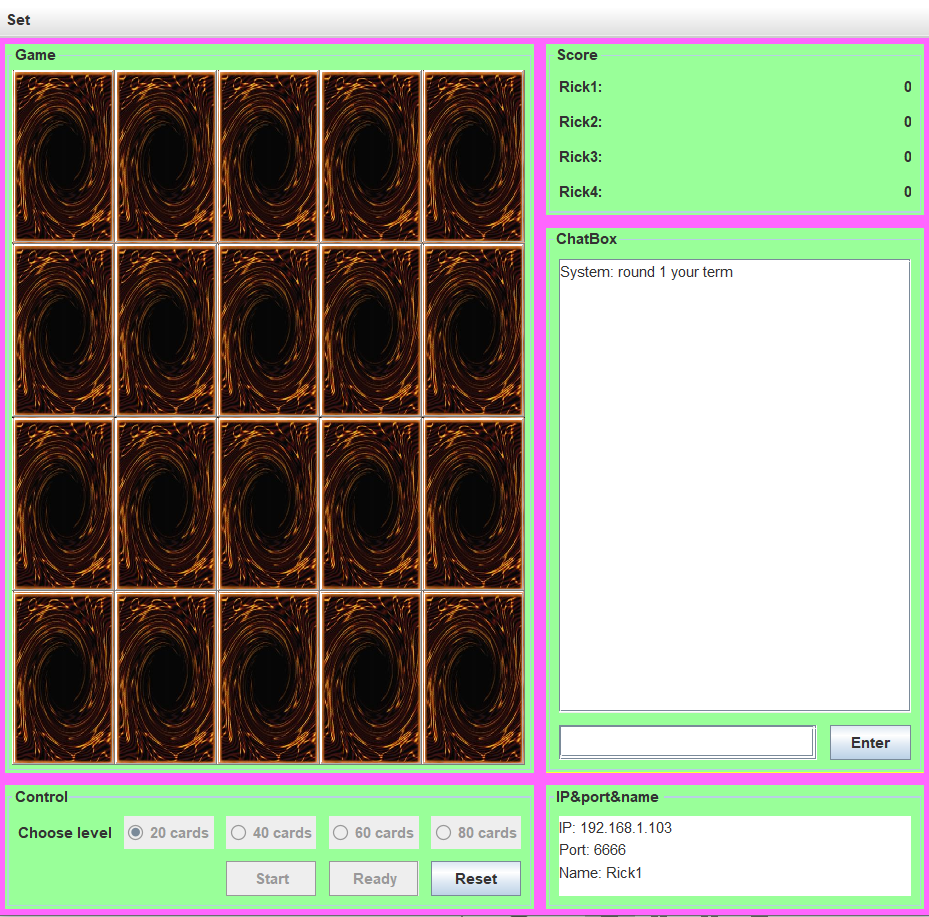 Set
Game
Score
Rick1: 0
Rick2: 0
Rick3: 0
Rick4: 0
ChatBox
System: round 1 your term
Enter
Control
Choose level 20 cards 40 cards 60 cards 80 cards
Start Ready Reset
IP&port&name
IP: 192.168.1.103
Port: 6666
Name: Rick1